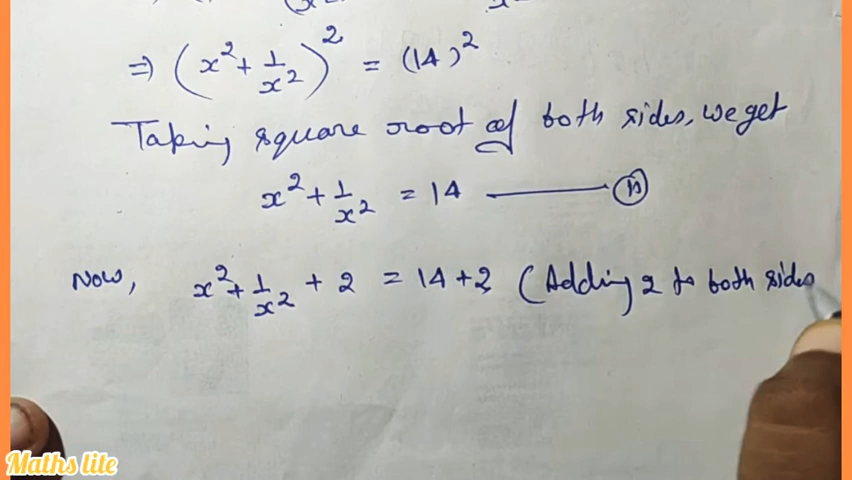 ⇒ (x² + 1/x²)² = (14)²
Taking square root of both sides, we get
x² + 1/x² = 14
Now, x² + 1/x² + 2 = 14 + 2 (Adding 2 to both sides
Maths lite